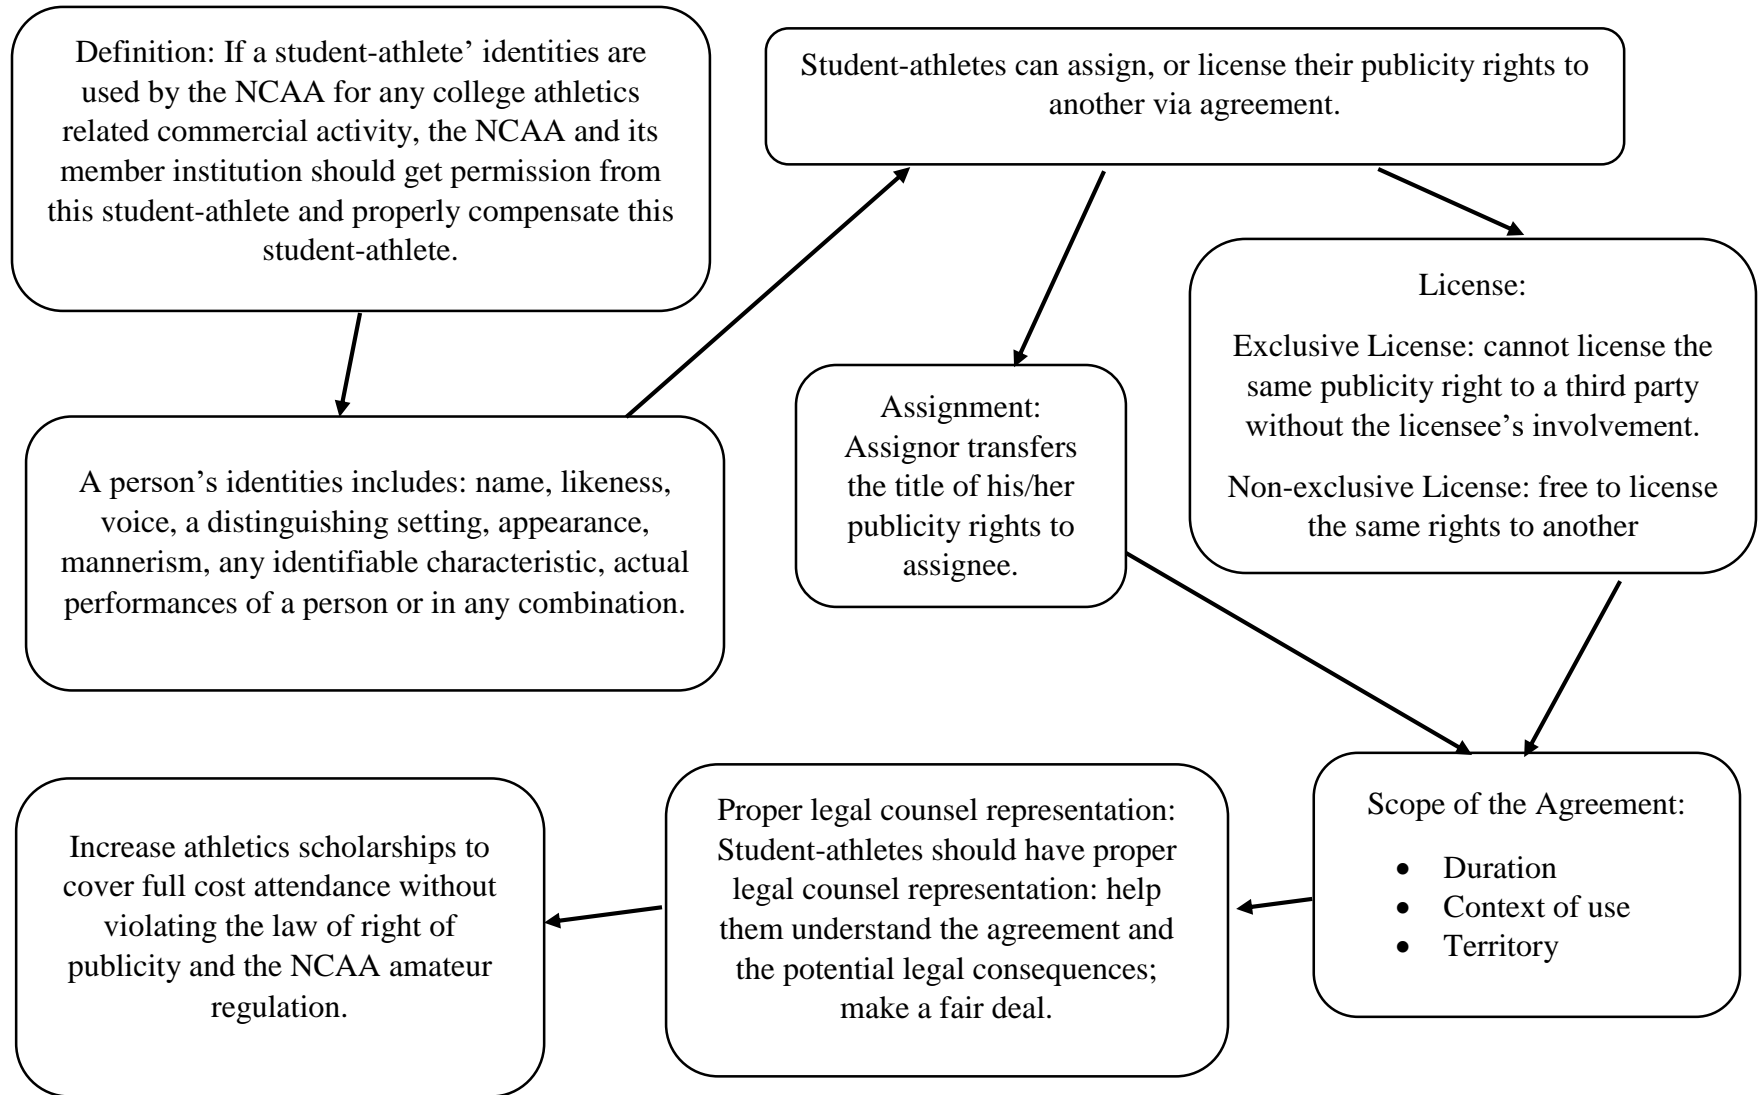 Definition: If a student-athlete’ identities are
used by the NCAA for any college athletics
related commercial activity, the NCAA and its
member institution should get permission from
this student-athlete and properly compensate this
student-athlete.
A person’s identities includes: name, likeness,
voice, a distinguishing setting, appearance,
mannerism, any identifiable characteristic, actual
performances of a person or in any combination.
Student-athletes can assign, or license their publicity rights to
another via agreement.
Assignment:
Assignor transfers
the title of his/her
publicity rights to
assignee.
License:
Exclusive License: cannot license the
same publicity right to a third party
without the licensee’s involvement.
Non-exclusive License: free to license
the same rights to another
Scope of the Agreement:
• Duration
• Context of use
• Territory
Proper legal counsel representation:
Student-athletes should have proper
legal counsel representation: help
them understand the agreement and
the potential legal consequences;
make a fair deal.
Increase athletics scholarships to
cover full cost attendance without
violating the law of right of
publicity and the NCAA amateur
regulation.